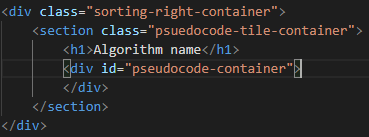 <div class="sorting-right-container">
<section class="psuedocode-tile-container">
<h1>Algorithm name</h1>
<div id="pseudocode-container">
</div>
</section>
</div>